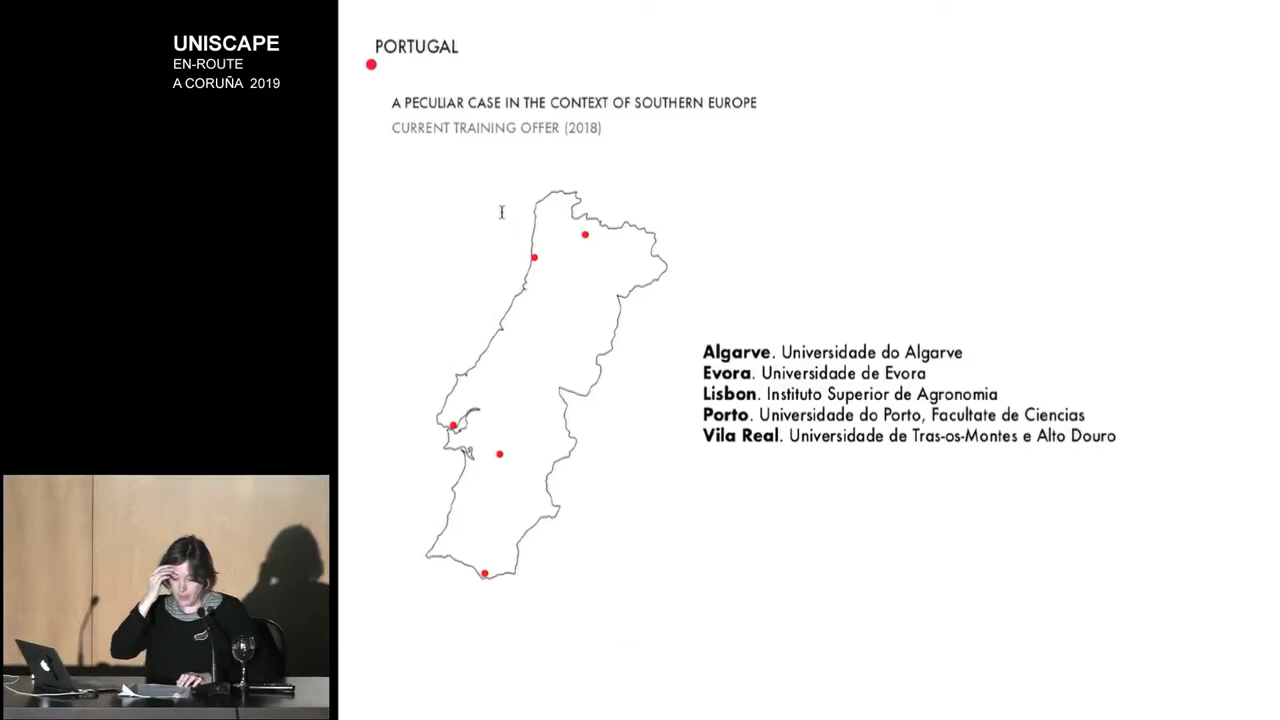 UNISCAPE
EN-ROUTE
A CORUÑA 2019
PORTUGAL
A PECULIAR CASE IN THE CONTEXT OF SOUTHERN EUROPE
CURRENT TRAINING OFFER (2018)
Algarve. Universidade do Algarve
Evora. Universidade de Evora
Lisbon. Instituto Superior de Agronomia
Porto. Universidade do Porto, Facultate de Ciencias
Vila Real. Universidade de Tras-os-Montes e Alto Douro